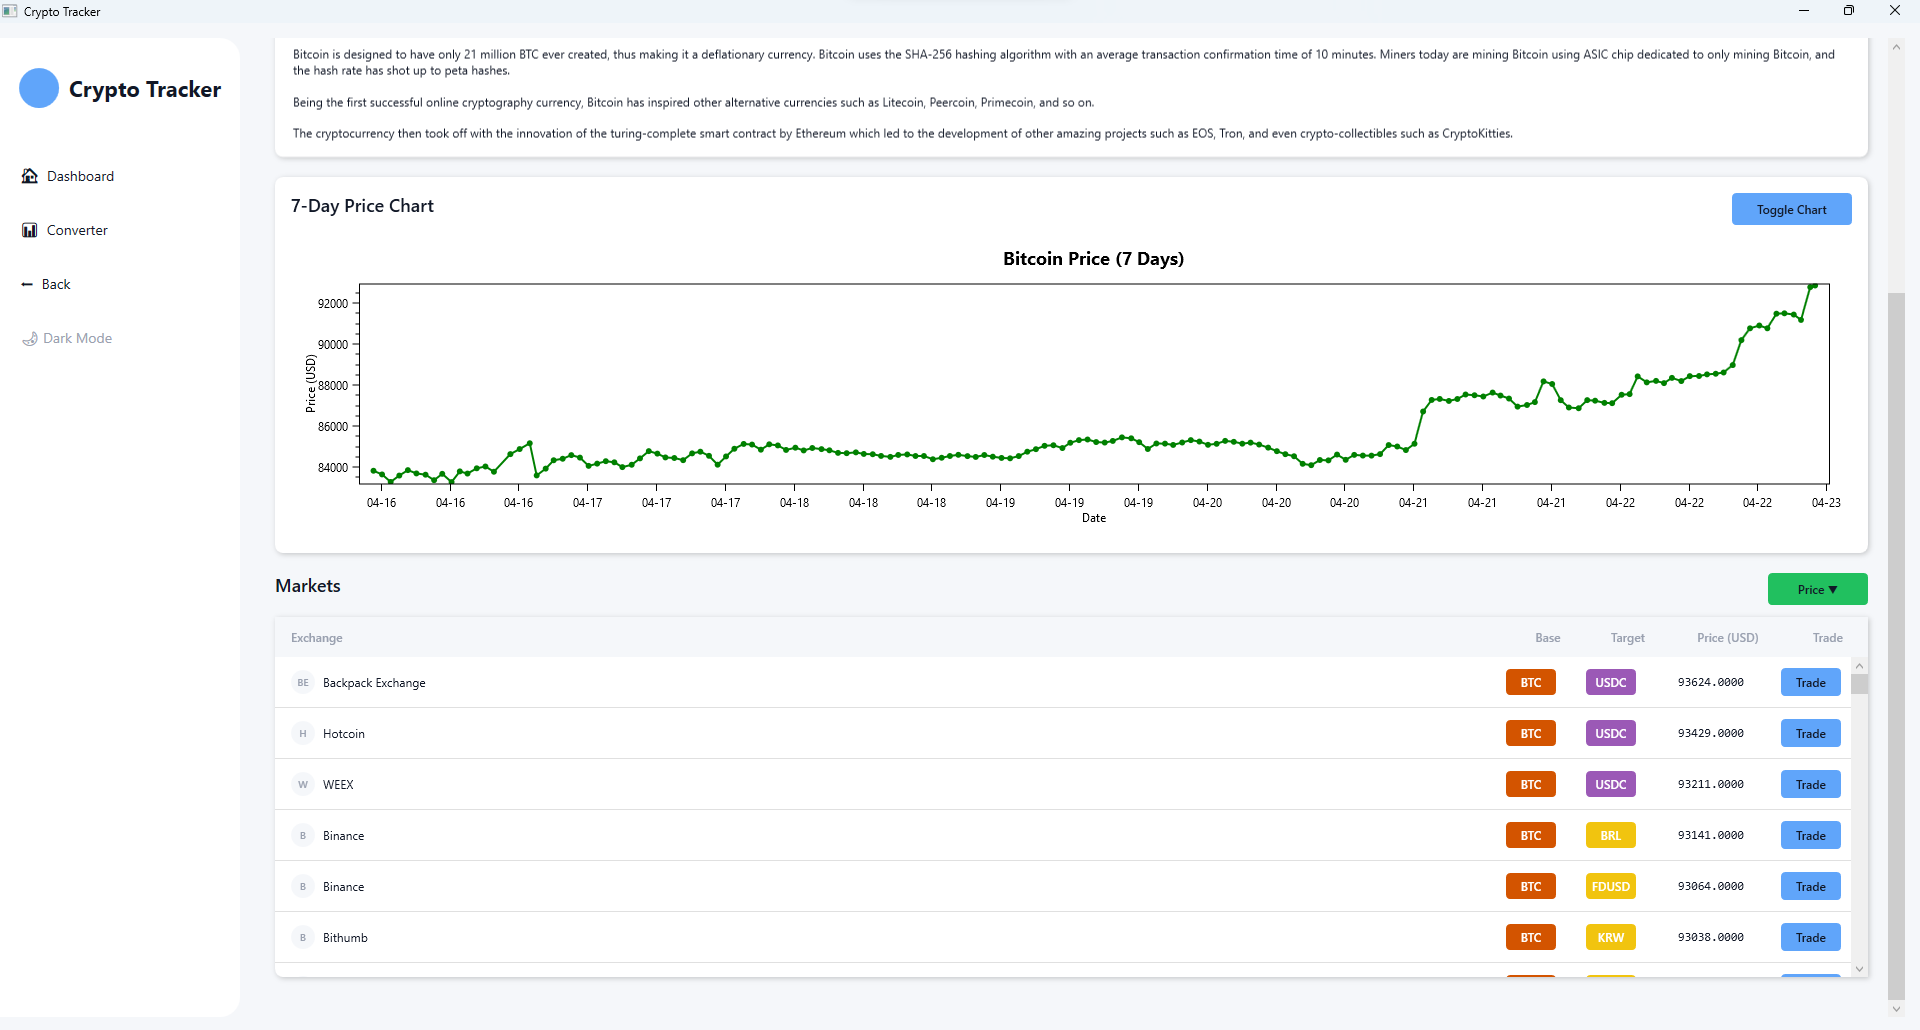 Crypto Tracker
Crypto Tracker
Dashboard
Converter
Back
Dark Mode
Bitcoin is designed to have only 21 million BTC ever created, thus making it a deflationary currency. Bitcoin uses the SHA-256 hashing algorithm with an average transaction confirmation time of 10 minutes. Miners today are mining Bitcoin using ASIC chip dedicated to only mining Bitcoin, and
the hash rate has shot up to peta hashes.
Being the first successful online cryptography currency, Bitcoin has inspired other alternative currencies such as Litecoin, Peercoin, Primecoin, and so on.
The cryptocurrency then took off with the innovation of the turing-complete smart contract by Ethereum which led to the development of other amazing projects such as EOS, Tron, and even crypto-collectibles such as CryptoKitties.
7-Day Price Chart
Toggle Chart
Bitcoin Price (7 Days)
Price (USD)
92000
90000
88000
86000
84000
04-16 04-16 04-16 04-17 04-17 04-17 04-18 04-18 04-18 04-19 04-19 04-19 04-20 04-20 04-20 04-21 04-21 04-21 04-22 04-22 04-22 04-23
Date
Markets
Price ▼
Exchange Base Target Price (USD) Trade
BE Backpack Exchange BTC USDC 93624.0000 Trade
H Hotcoin BTC USDC 93429.0000 Trade
W WEEX BTC USDC 93211.0000 Trade
B Binance BTC BRL 93141.0000 Trade
B Binance BTC FDUSD 93064.0000 Trade
B Bithumb BTC KRW 93038.0000 Trade